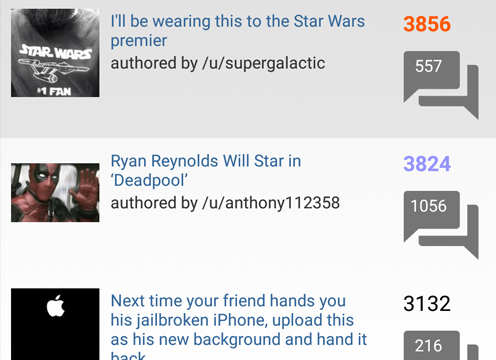 STAR WARS
#1 FAN
I'll be wearing this to the Star Wars
premier
authored by /u/supergalactic
3856
557
Ryan Reynolds Will Star in
‘Deadpool’
authored by /u/anthony112358
3824
1056
Next time your friend hands you
his jailbroken iPhone, upload this
as his new background and hand it
back
3132
216